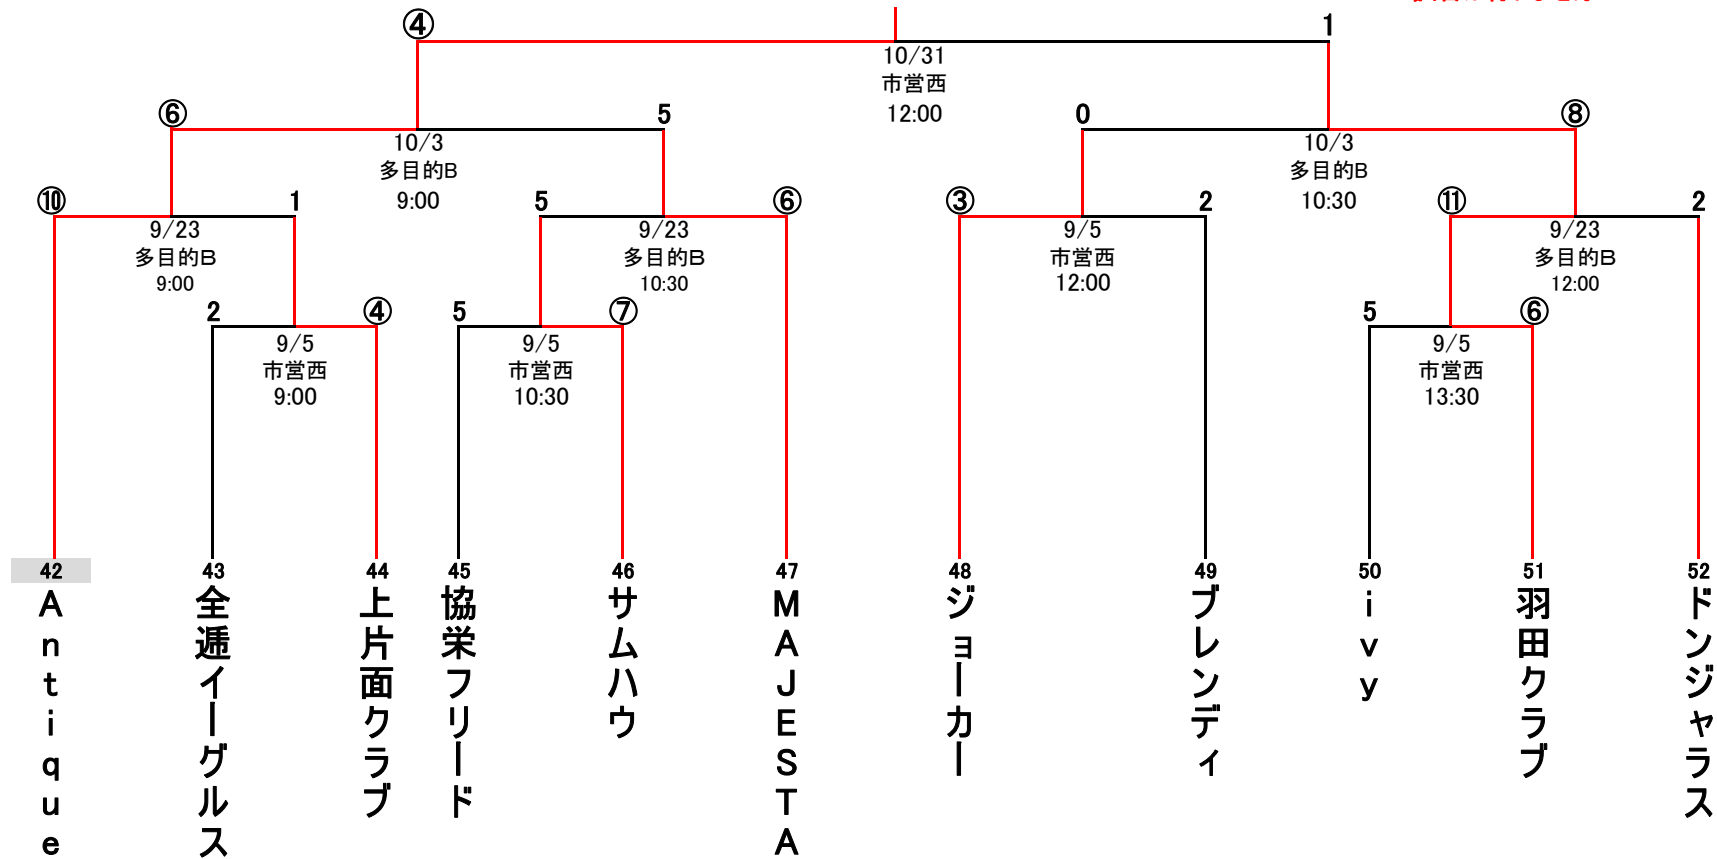 ④
1
10/31
市営西
12:00
⑥
5
0
⑧
10/3
多目的B
9:00
10/3
多目的B
10:30
⑩
1
5
⑥
③
2
⑪
2
9/23
多目的B
9:00
9/23
多目的B
10:30
9/5
市営西
12:00
9/23
多目的B
12:00
2
④
5
⑦
5
⑥
9/5
市営西
9:00
9/5
市営西
10:30
9/5
市営西
13:30
42
Antique
43
全逓イーグルス
44
上片面クラブ
45
協栄フリード
46
サムハウ
47
MAJESTA
48
ジョーカー
49
ブレンディ
50
ivy
51
羽田クラブ
52
ドンジャラス